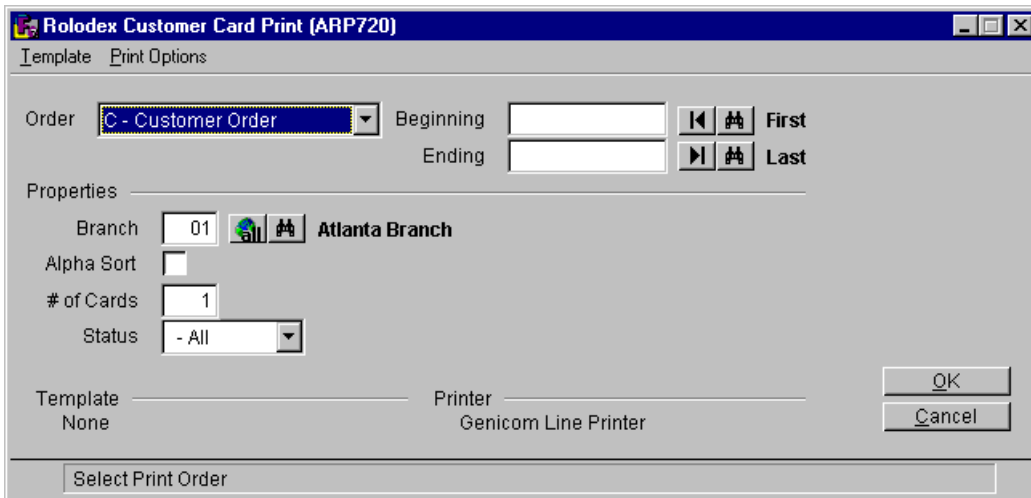 Rolodex Customer Card Print (ARP720)
Template Print Options
Order C - Customer Order Beginning First
Ending Last
Properties
Branch 01 all Atlanta Branch
Alpha Sort
# of Cards 1
Status - All
OK
Template Printer
None Genicom Line Printer
Cancel
Select Print Order